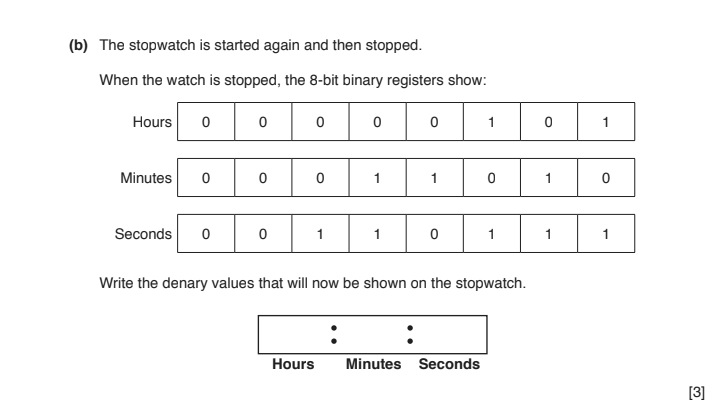 (b) The stopwatch is started again and then stopped.
When the watch is stopped, the 8-bit binary registers show:
Hours 0 0 0 0 0 1 0 1
Minutes 0 0 0 1 1 0 1 0
Seconds 0 0 1 1 0 1 1 1
Write the denary values that will now be shown on the stopwatch.
: :
Hours Minutes Seconds
[3]